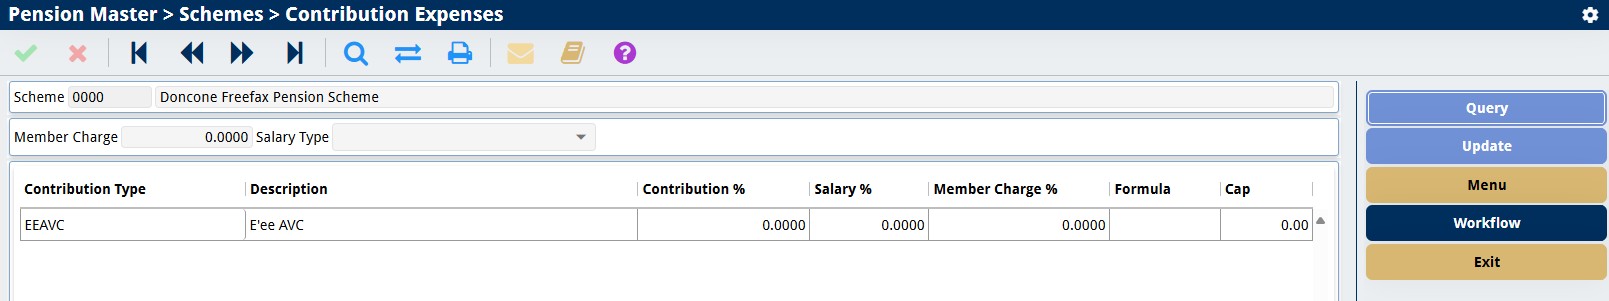 Pension Master > Schemes > Contribution Expenses
?
Scheme 0000 Doncone Freefax Pension Scheme
Member Charge 0.0000 Salary Type
Contribution Type Description Contribution % Salary % Member Charge % Formula Cap
EEAVC E'ee AVC 0.0000 0.0000 0.0000 0.00
Query
Update
Menu
Workflow
Exit